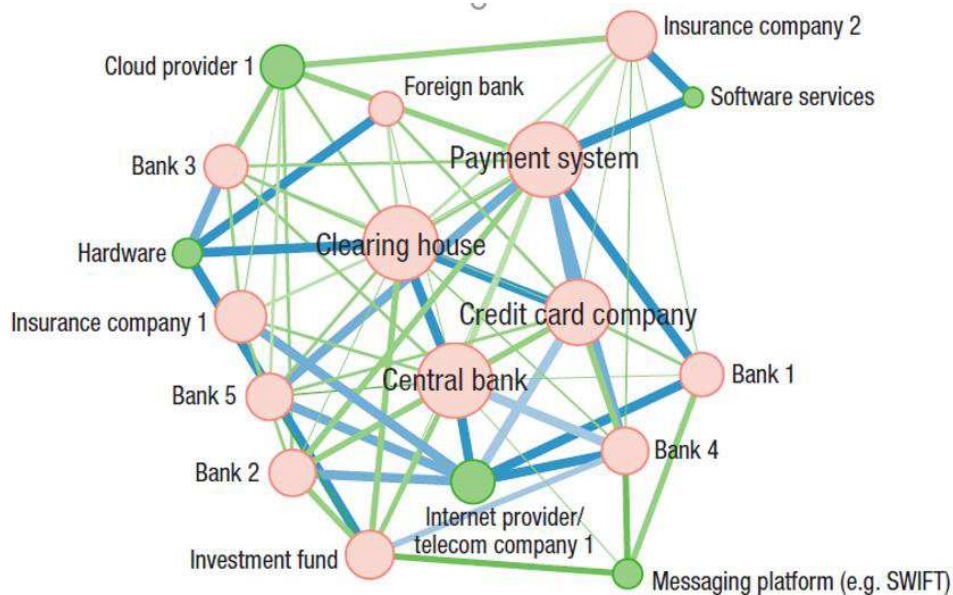 Insurance company 2
Cloud provider 1
Foreign bank
Software services
Payment system
Bank 3
Clearing house
Hardware
Insurance company 1
Credit card company
Central bank
Bank 1
Bank 5
Bank 4
Bank 2
Internet provider/
telecom company 1
Investment fund
Messaging platform (e.g. SWIFT)